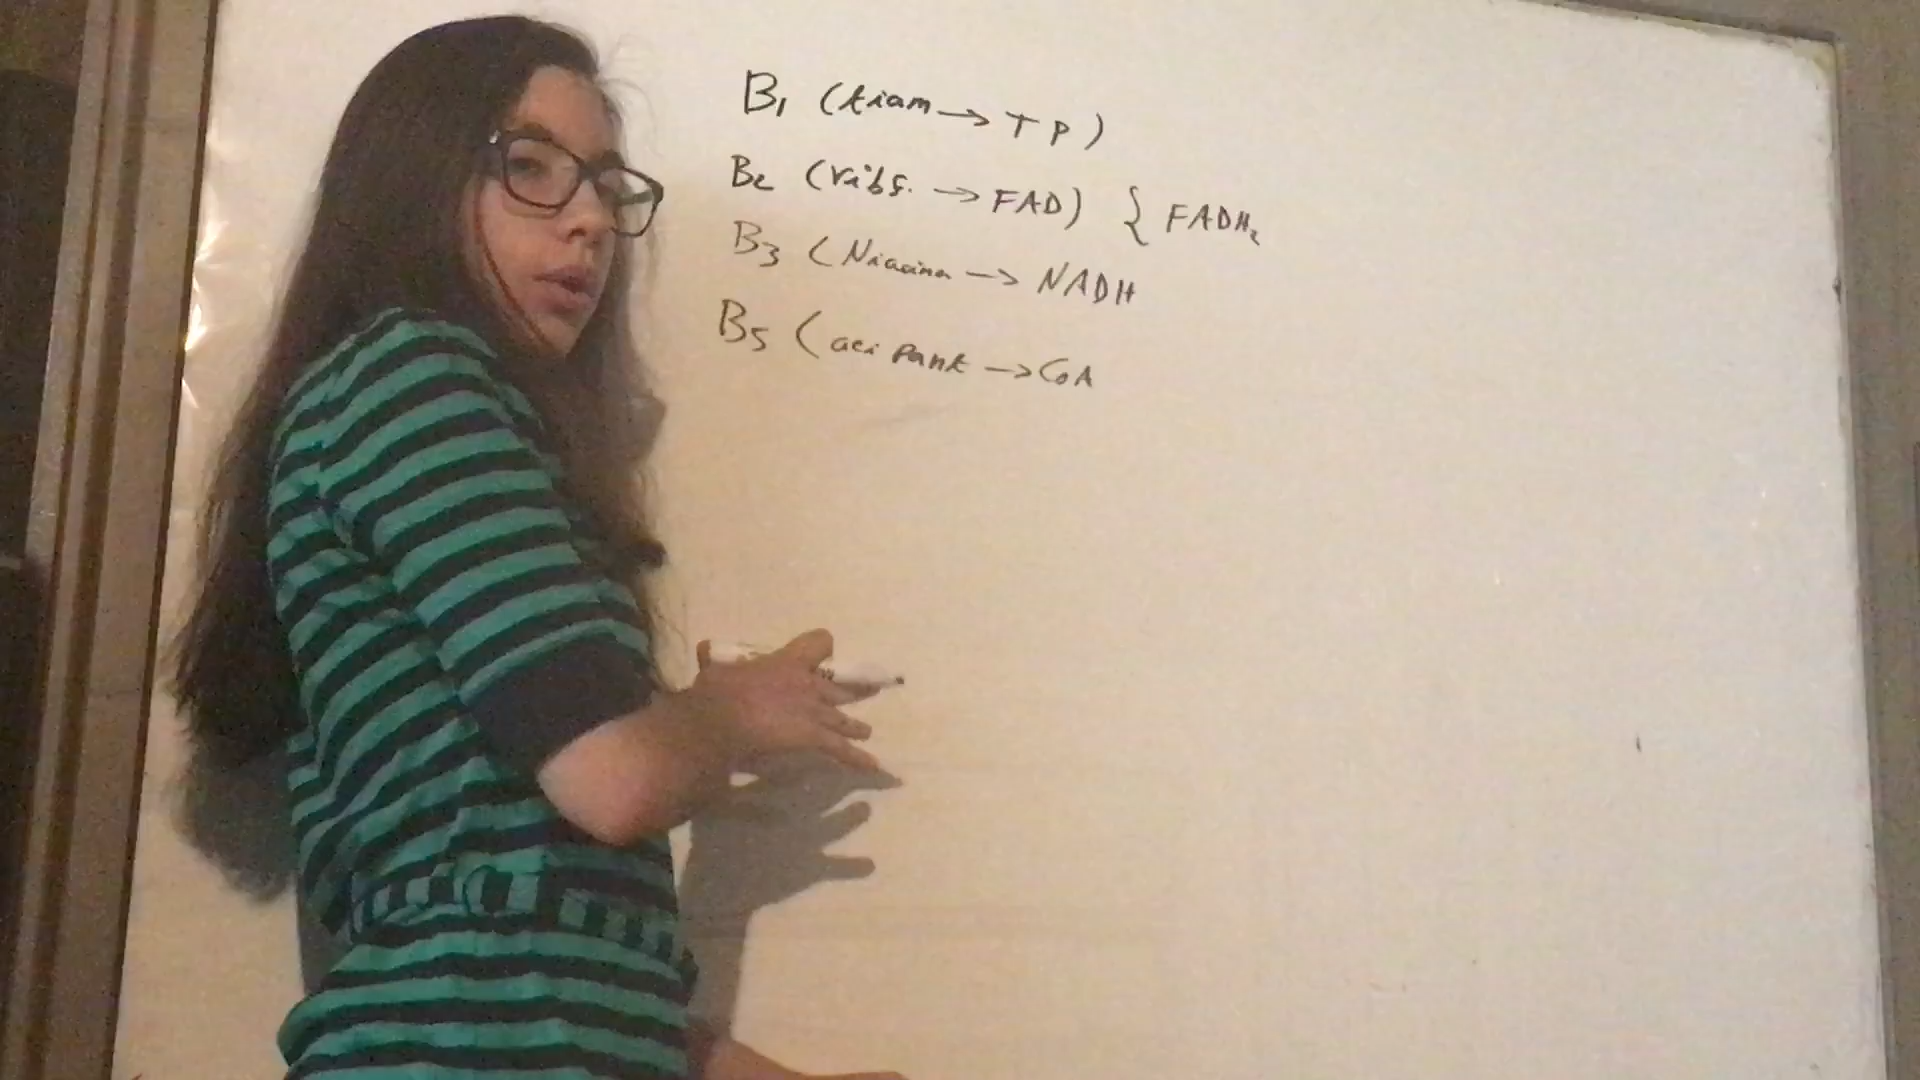 B1 (tiam → TP)
B2 (ribf. → FAD) { FADH2
B3 (Niacina → NADH
B5 (aci Pant → CoA